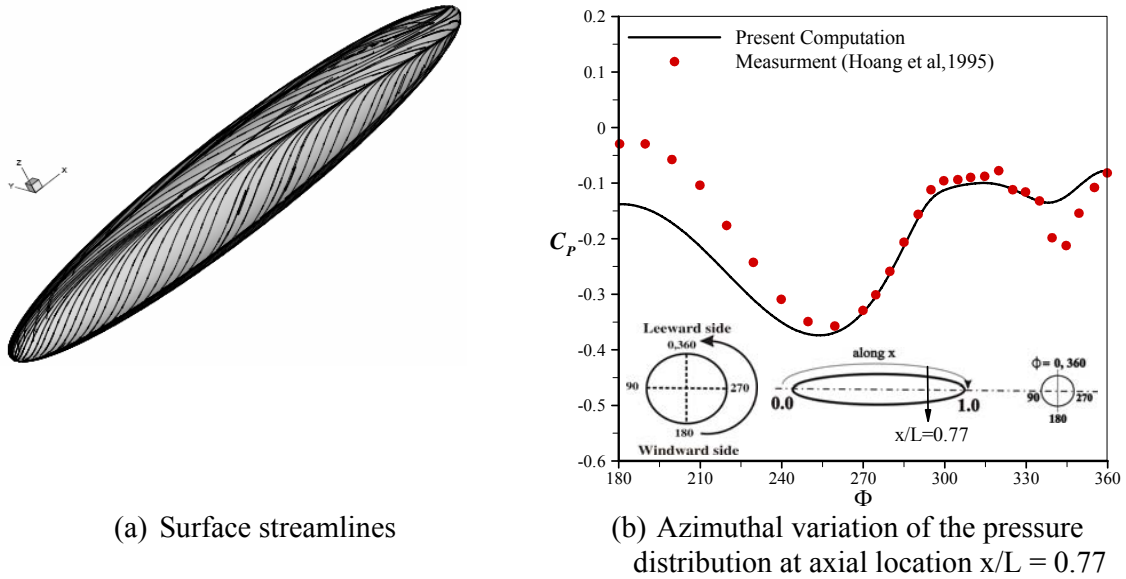 z
x
Y
0.2
0.1
0
-0.1
-0.2
-0.3
-0.4
-0.5
-0.6
C_P
Present Computation
Measurment (Hoang et al,1995)
Leeward side
0,360
90
270
180
Windward side
along x
0.0
1.0
x/L=0.77
ϕ= 0, 360
90
270
180
180
210
240
270
300
330
360
Φ
(a) Surface streamlines
(b) Azimuthal variation of the pressure
distribution at axial location x/L = 0.77